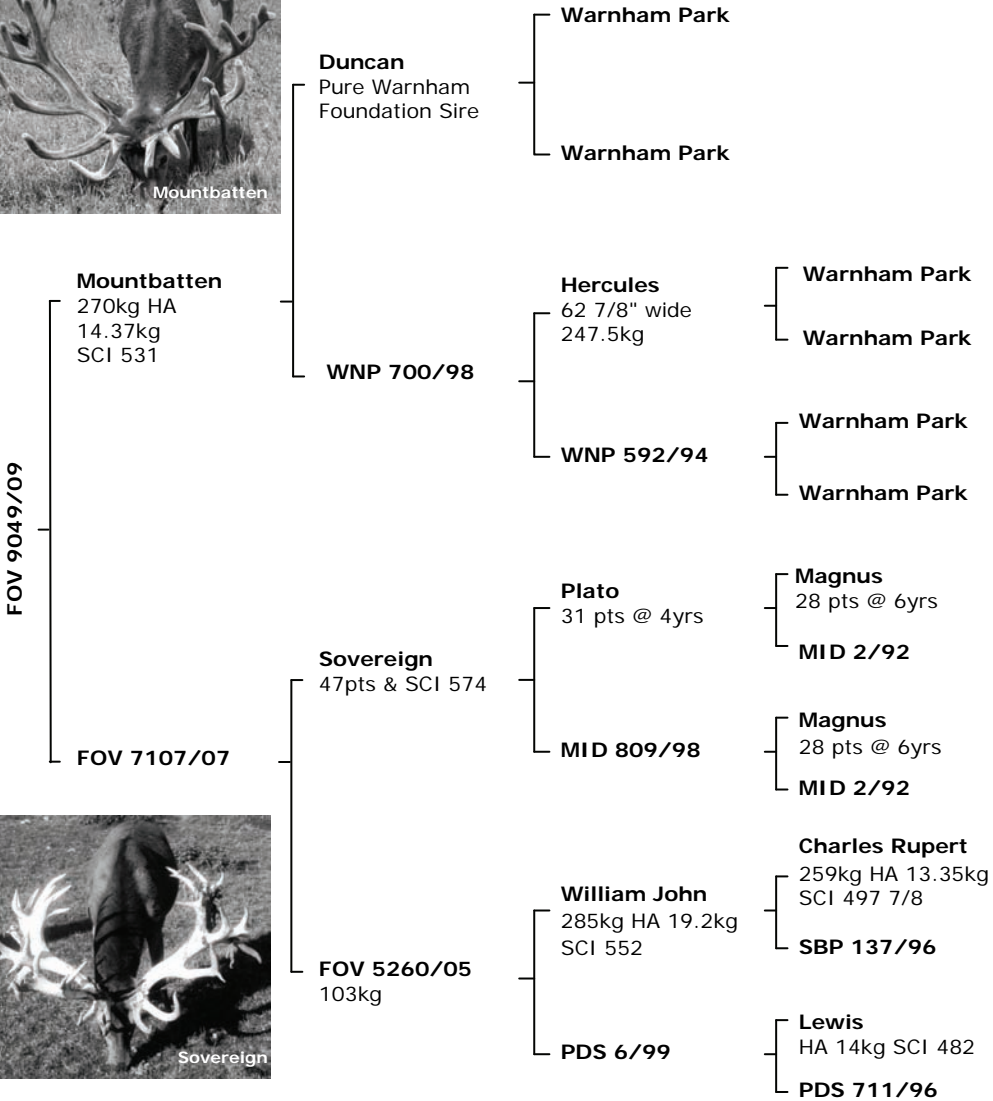 Mountbatten
Duncan
Pure Warnham
Foundation Sire
Warnham Park
Warnham Park
Mountbatten
270kg HA
14.37kg
SCI 531
WNP 700/98
Hercules
62 7/8" wide
247.5kg
Warnham Park
Warnham Park
WNP 592/94
Warnham Park
Warnham Park
FOV 9049/09
FOV 7107/07
Sovereign
47pts & SCI 574
Plato
31 pts @ 4yrs
Magnus
28 pts @ 6yrs
MID 2/92
MID 809/98
Magnus
28 pts @ 6yrs
MID 2/92
FOV 5260/05
103kg
William John
285kg HA 19.2kg
SCI 552
Charles Rupert
259kg HA 13.35kg
SCI 497 7/8
SBP 137/96
PDS 6/99
Lewis
HA 14kg SCI 482
PDS 711/96
Sovereign